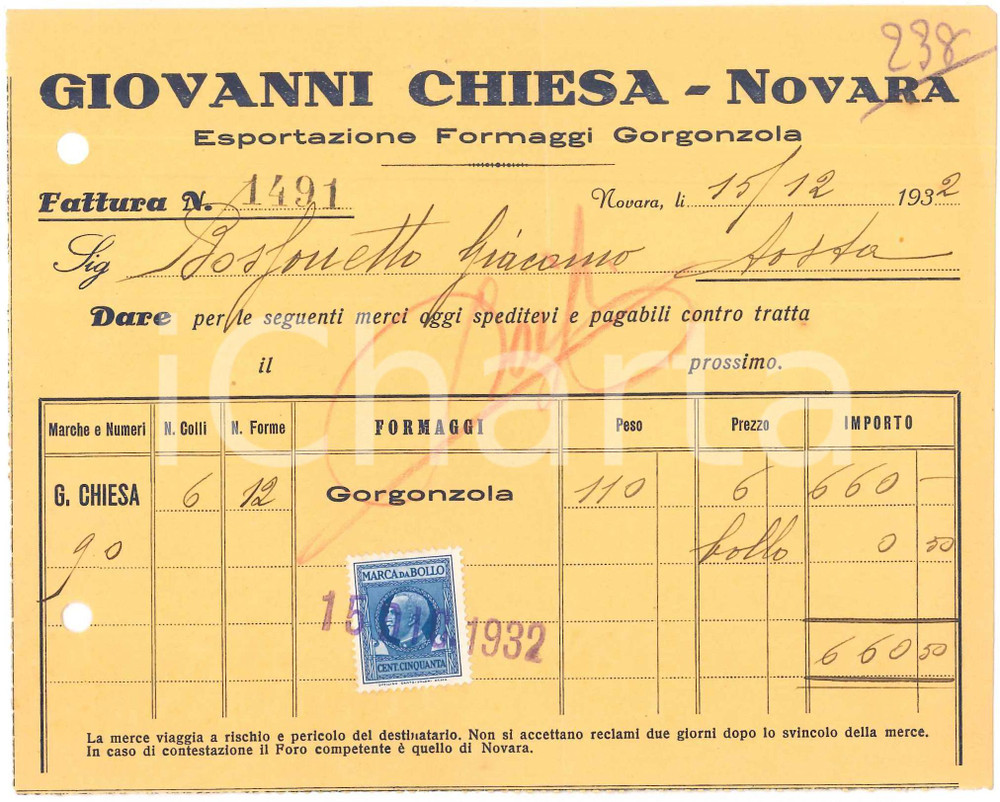 238
GIOVANNI CHIESA - NOVARA
Esportazione Formaggi Gorgonzola
Fattura N. 1491
Novara, li 15/12 1932
Sig Giacomo Aosta
Dare per le seguenti merci oggi speditevi e pagabili contro tratta
il prossimo.
iCharta
Marche e Numeri N. Colli N. Forme FORMAGGI Peso Prezzo IMPORTO
G. CHIESA 6 12 Gorgonzola 110 6 660 -
90 bollo 0 50
MARCA DA BOLLO
15 DIC 1932
CENT. CINQUANTA
660 50
La merce viaggia a rischio e pericolo del destinatario. Non si accettano reclami due giorni dopo lo svincolo della merce.
In caso di contestazione il Foro competente è quello di Novara.